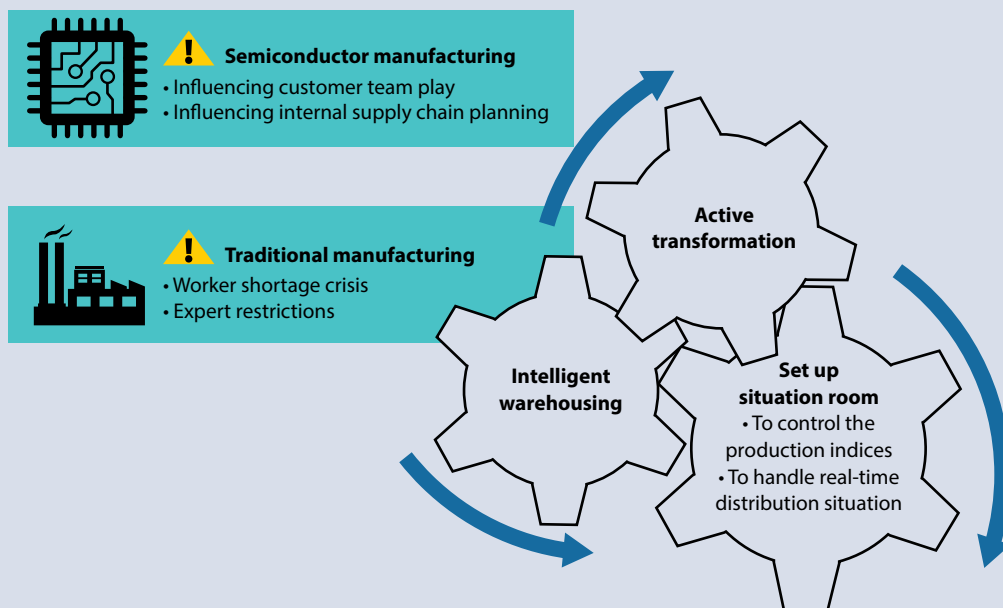 !
Semiconductor manufacturing
• Influencing customer team play
• Influencing internal supply chain planning
!
Traditional manufacturing
• Worker shortage crisis
• Expert restrictions
Active
transformation
Intelligent
warehousing
Set up
situation room
• To control the
production indices
• To handle real-time
distribution situation